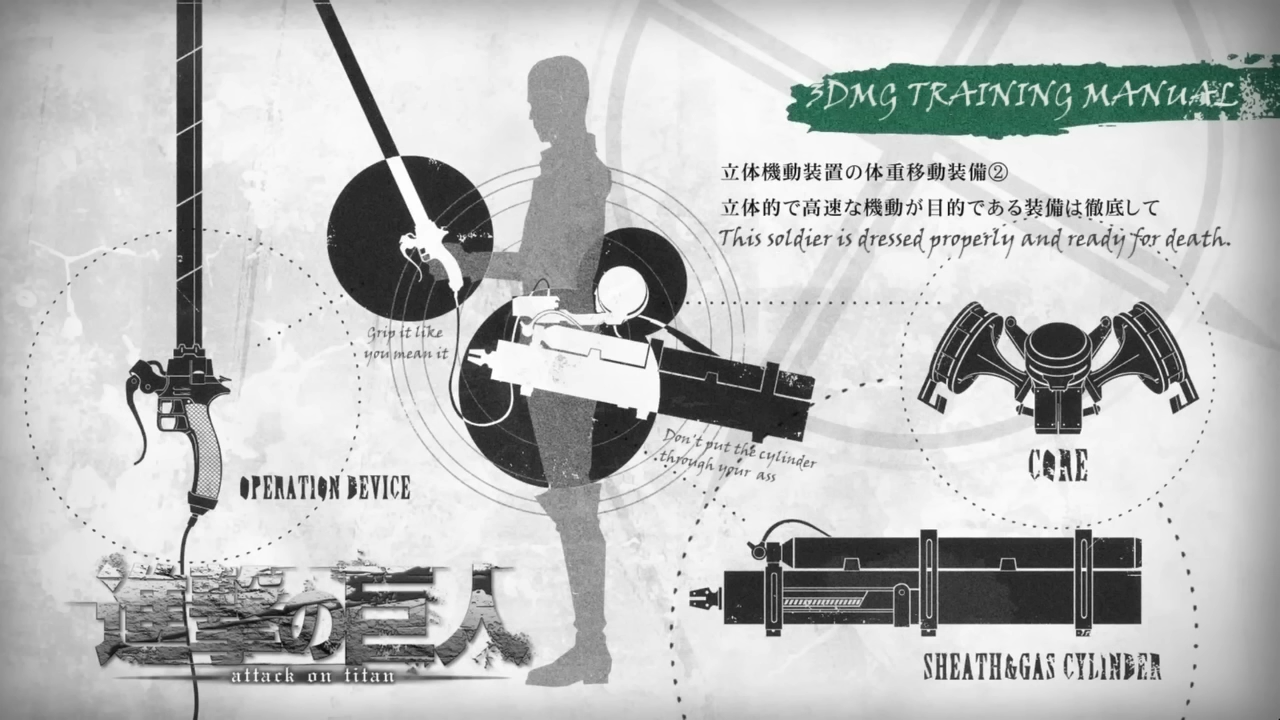 3DMG TRAINING MANUAL
立体機動装置の体重移動装備②
立体的で高速な機動が目的である装備は徹底して
This soldier is dressed properly and ready for death.
Grip it like
you mean it
Don't put the cylinder
through your ass
OPERATION DEVICE
CORE
SHEATH&GAS CYLINDER
進撃の巨人
attack on titan